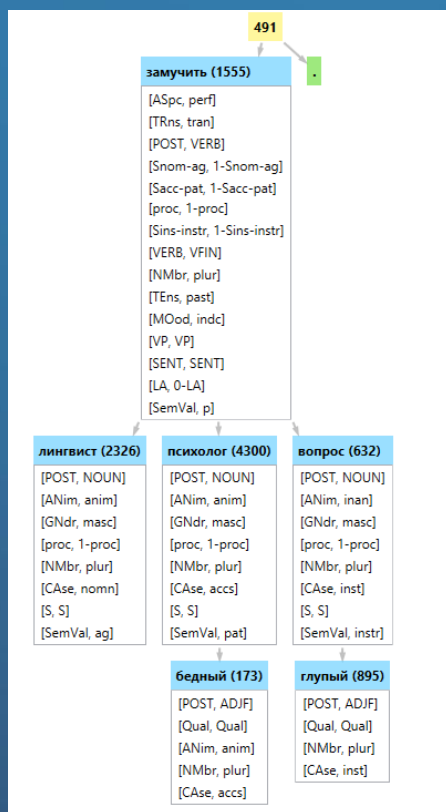 491
замучить (1555)
.
[ASpc, perf]
[TRns, tran]
[POST, VERB]
[Snom-ag, 1-Snom-ag]
[Sacc-pat, 1-Sacc-pat]
[proc, 1-proc]
[Sins-instr, 1-Sins-instr]
[VERB, VFIN]
[NMbr, plur]
[TEns, past]
[MOod, indc]
[VP, VP]
[SENT, SENT]
[LA, 0-LA]
[SemVal, p]
лингвист (2326)
[POST, NOUN]
[ANim, anim]
[GNdr, masc]
[proc, 1-proc]
[NMbr, plur]
[CAse, nomn]
[S, S]
[SemVal, ag]
психолог (4300)
[POST, NOUN]
[ANim, anim]
[GNdr, masc]
[proc, 1-proc]
[NMbr, plur]
[CAse, accs]
[S, S]
[SemVal, pat]
вопрос (632)
[POST, NOUN]
[ANim, inan]
[GNdr, masc]
[proc, 1-proc]
[NMbr, plur]
[CAse, inst]
[S, S]
[SemVal, instr]
бедный (173)
[POST, ADJF]
[Qual, Qual]
[ANim, anim]
[NMbr, plur]
[CAse, accs]
глупый (895)
[POST, ADJF]
[Qual, Qual]
[NMbr, plur]
[CAse, inst]